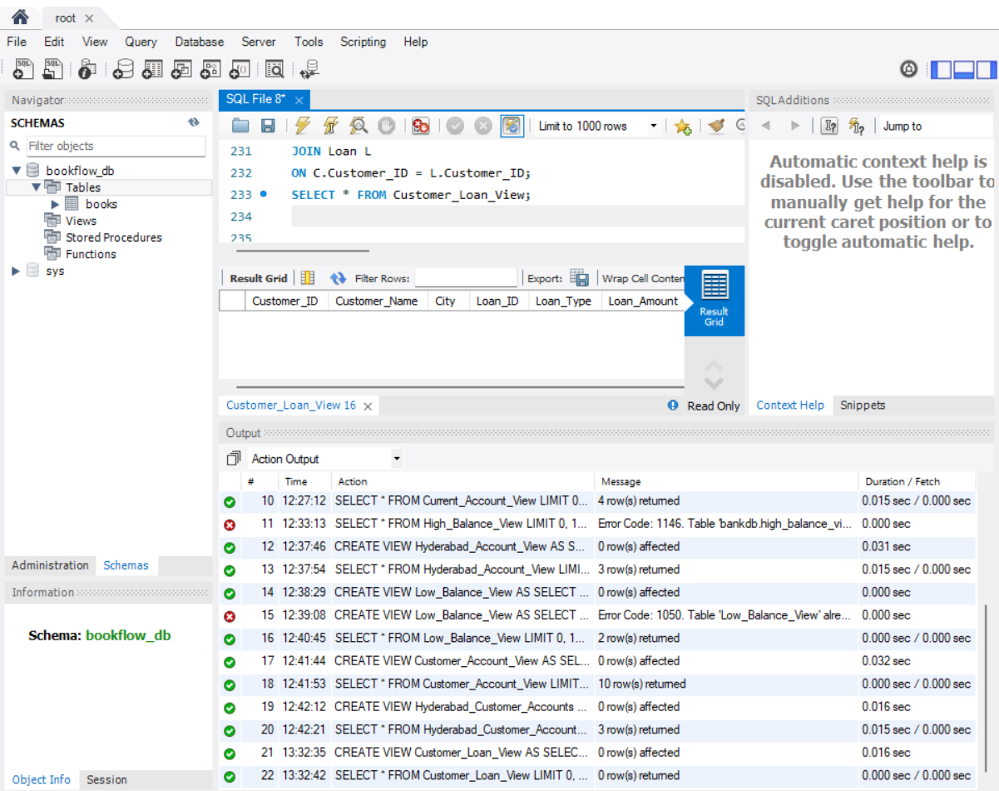 root
File Edit View Query Database Server Tools Scripting Help
Navigator
SCHEMAS
Filter objects
bookflow_db
Tables
books
Views
Stored Procedures
Functions
sys
Administration Schemas
Information
Schema: bookflow_db
Object Info Session
SQL File 8*
Limit to 1000 rows
231 JOIN Loan L
232 ON C.Customer_ID = L.Customer_ID;
233 SELECT * FROM Customer_Loan_View;
234
235
Result Grid Filter Rows: Export: Wrap Cell Conten
Customer_ID Customer_Name City Loan_ID Loan_Type Loan_Amount
Result
Grid
Customer_Loan_View 16 Read Only
SQLAdditions
Jump to
Automatic context help is
disabled. Use the toolbar to
manually get help for the
current caret position or to
toggle automatic help.
Context Help Snippets
Output
Action Output
# Time Action Message Duration / Fetch
10 12:27:12 SELECT * FROM Current_Account_View LIMIT 0... 4 row(s) returned 0.015 sec / 0.000 sec
11 12:33:13 SELECT * FROM High_Balance_View LIMIT 0, 1... Error Code: 1146. Table 'bankdb.high_balance_vi... 0.000 sec
12 12:37:46 CREATE VIEW Hyderabad_Account_View AS S... 0 row(s) affected 0.031 sec
13 12:37:54 SELECT * FROM Hyderabad_Account_View LIMI... 3 row(s) returned 0.015 sec / 0.000 sec
14 12:38:29 CREATE VIEW Low_Balance_View AS SELECT ... 0 row(s) affected 0.000 sec
15 12:39:08 CREATE VIEW Low_Balance_View AS SELECT ... Error Code: 1050. Table 'Low_Balance_View' alre... 0.000 sec
16 12:40:45 SELECT * FROM Low_Balance_View LIMIT 0, 1... 2 row(s) returned 0.000 sec / 0.000 sec
17 12:41:44 CREATE VIEW Customer_Account_View AS SEL... 0 row(s) affected 0.032 sec
18 12:41:53 SELECT * FROM Customer_Account_View LIMIT... 10 row(s) returned 0.000 sec / 0.000 sec
19 12:42:12 CREATE VIEW Hyderabad_Customer_Accounts ... 0 row(s) affected 0.016 sec
20 12:42:21 SELECT * FROM Hyderabad_Customer_Account... 3 row(s) returned 0.015 sec / 0.000 sec
21 13:32:35 CREATE VIEW Customer_Loan_View AS SELEC... 0 row(s) affected 0.016 sec
22 13:32:42 SELECT * FROM Customer_Loan_View LIMIT 0, ... 0 row(s) returned 0.000 sec / 0.000 sec